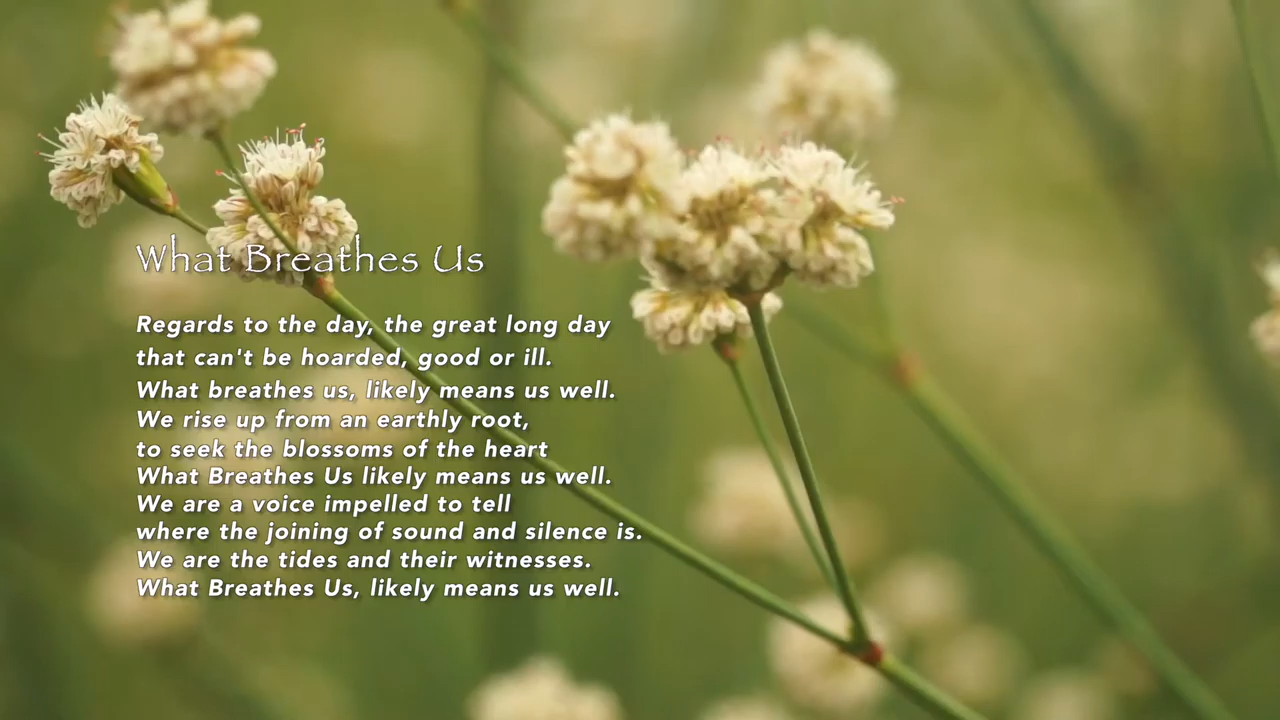 What Breathes Us
Regards to the day, the great long day
that can't be hoarded, good or ill.
What breathes us, likely means us well.
We rise up from an earthly root,
to seek the blossoms of the heart
What Breathes Us likely means us well.
We are a voice impelled to tell
where the joining of sound and silence is.
We are the tides and their witnesses.
What Breathes Us, likely means us well.